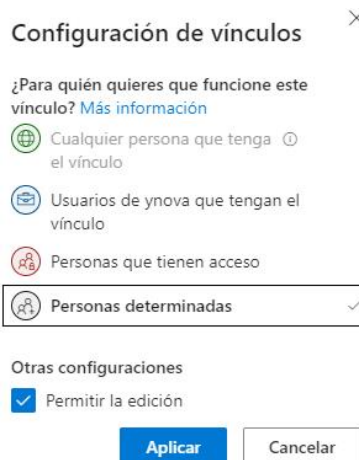 Configuración de vínculos
¿Para quién quieres que funcione este
vínculo? Más información
Cualquier persona que tenga
el vínculo
Usuarios de ynova que tengan el
vínculo
Personas que tienen acceso
Personas determinadas
Otras configuraciones
Permitir la edición
Aplicar Cancelar